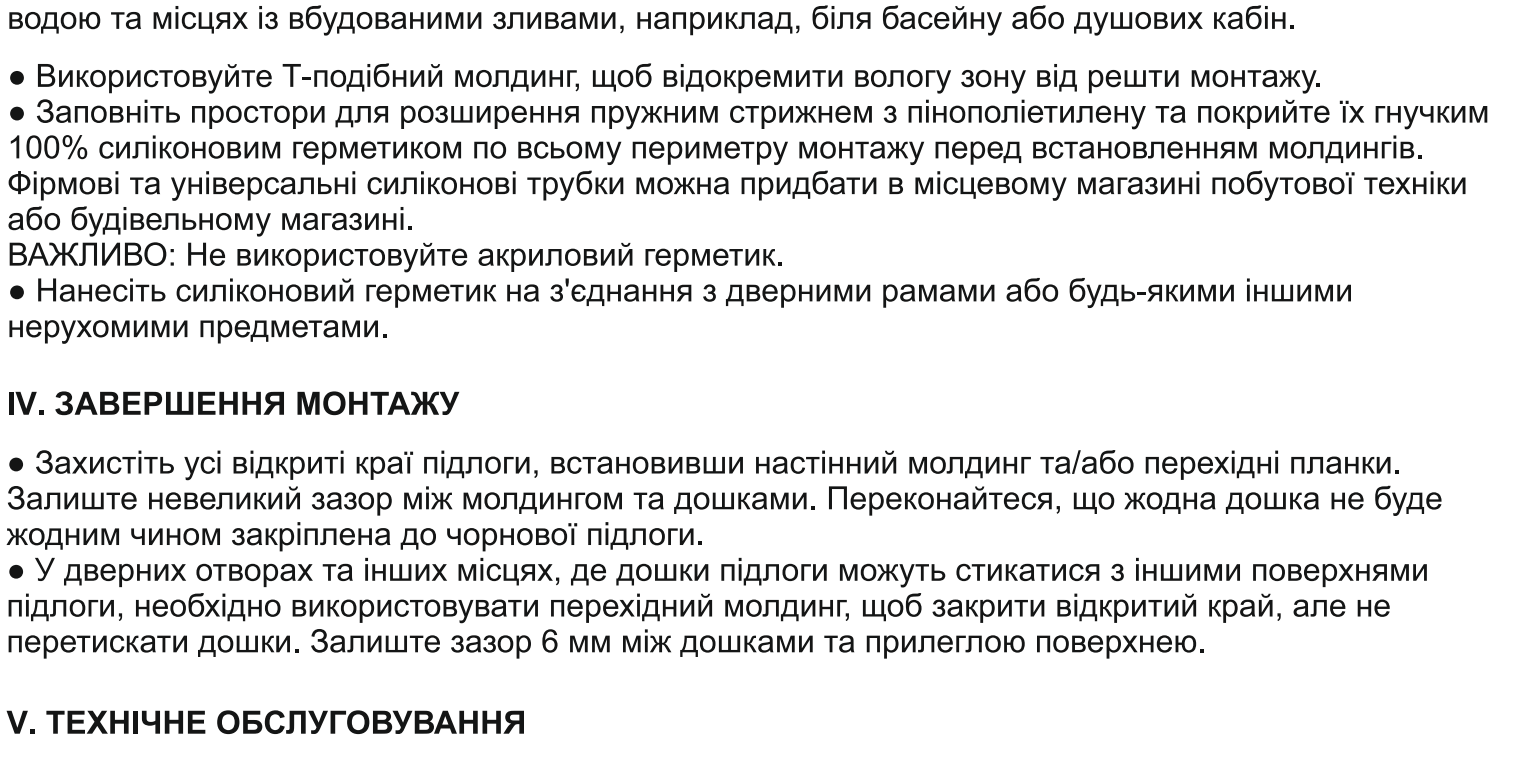 водою та місцях із вбудованими зливами, наприклад, біля басейну або душових кабін.
● Використовуйте Т-подібний молдинг, щоб відокремити вологу зону від решти монтажу.
● Заповніть простори для розширення пружним стрижнем з пінополіетилену та покрийте їх гнучким
100% силіконовим герметиком по всьому периметру монтажу перед встановленням молдингів.
Фірмові та універсальні силіконові трубки можна придбати в місцевому магазині побутової техніки
або будівельному магазині.
ВАЖЛИВО: Не використовуйте акриловий герметик.
● Нанесіть силіконовий герметик на з'єднання з дверними рамами або будь-якими іншими
нерухомими предметами.
IV. ЗАВЕРШЕННЯ МОНТАЖУ
● Захистіть усі відкриті краї підлоги, встановивши настінний молдинг та/або перехідні планки.
Залиште невеликий зазор між молдингом та дошками. Переконайтеся, що жодна дошка не буде
жодним чином закріплена до чорнової підлоги.
● У дверних отворах та інших місцях, де дошки підлоги можуть стикатися з іншими поверхнями
підлоги, необхідно використовувати перехідний молдинг, щоб закрити відкритий край, але не
перетискати дошки. Залиште зазор 6 мм між дошками та прилеглою поверхнею.
V. ТЕХНІЧНЕ ОБСЛУГОВУВАННЯ